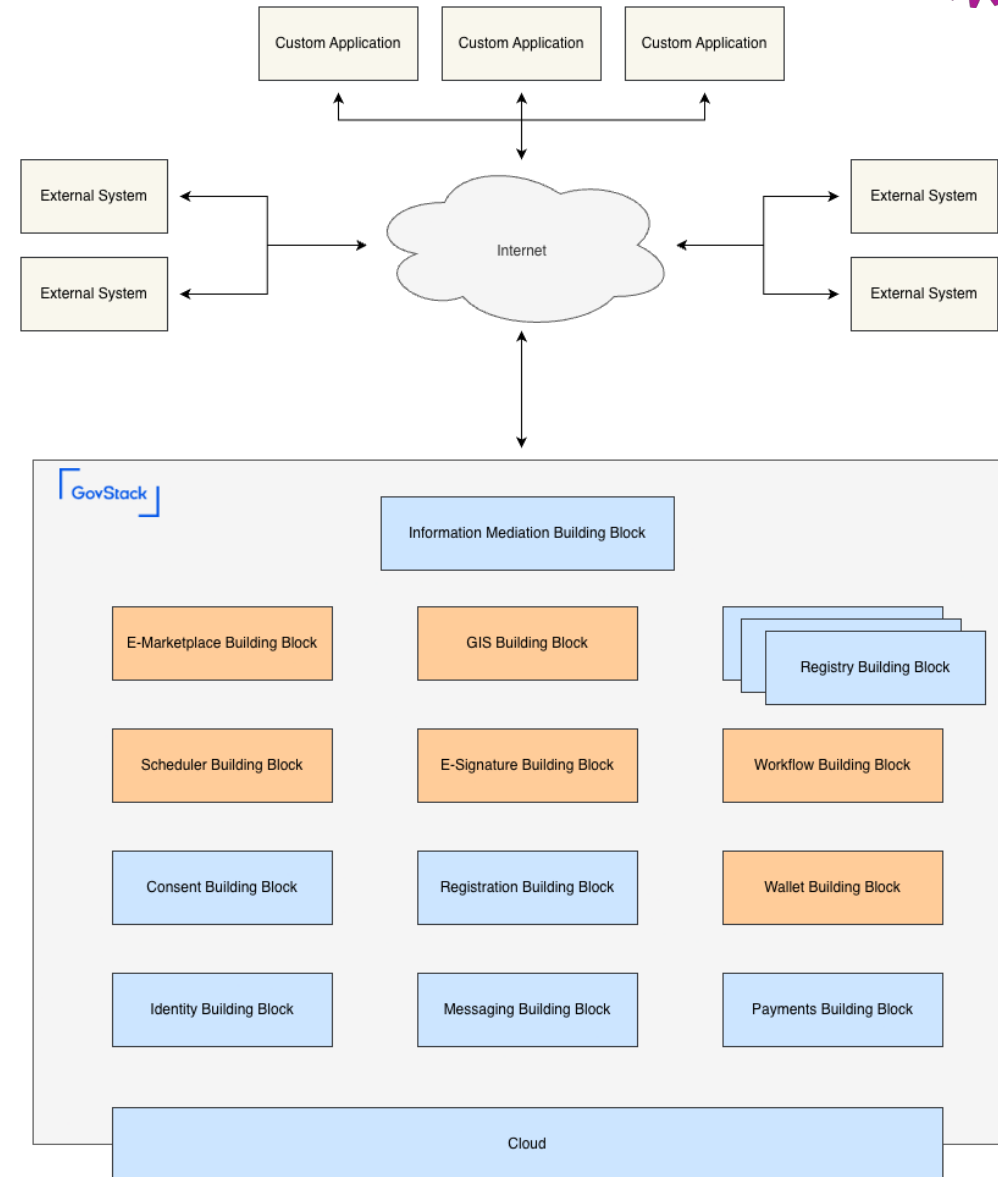 Custom Application
Custom Application
Custom Application
External System
External System
Internet
External System
External System
GovStack
Information Mediation Building Block
E-Marketplace Building Block
GIS Building Block
Registry Building Block
Scheduler Building Block
E-Signature Building Block
Workflow Building Block
Consent Building Block
Registration Building Block
Wallet Building Block
Identity Building Block
Messaging Building Block
Payments Building Block
Cloud